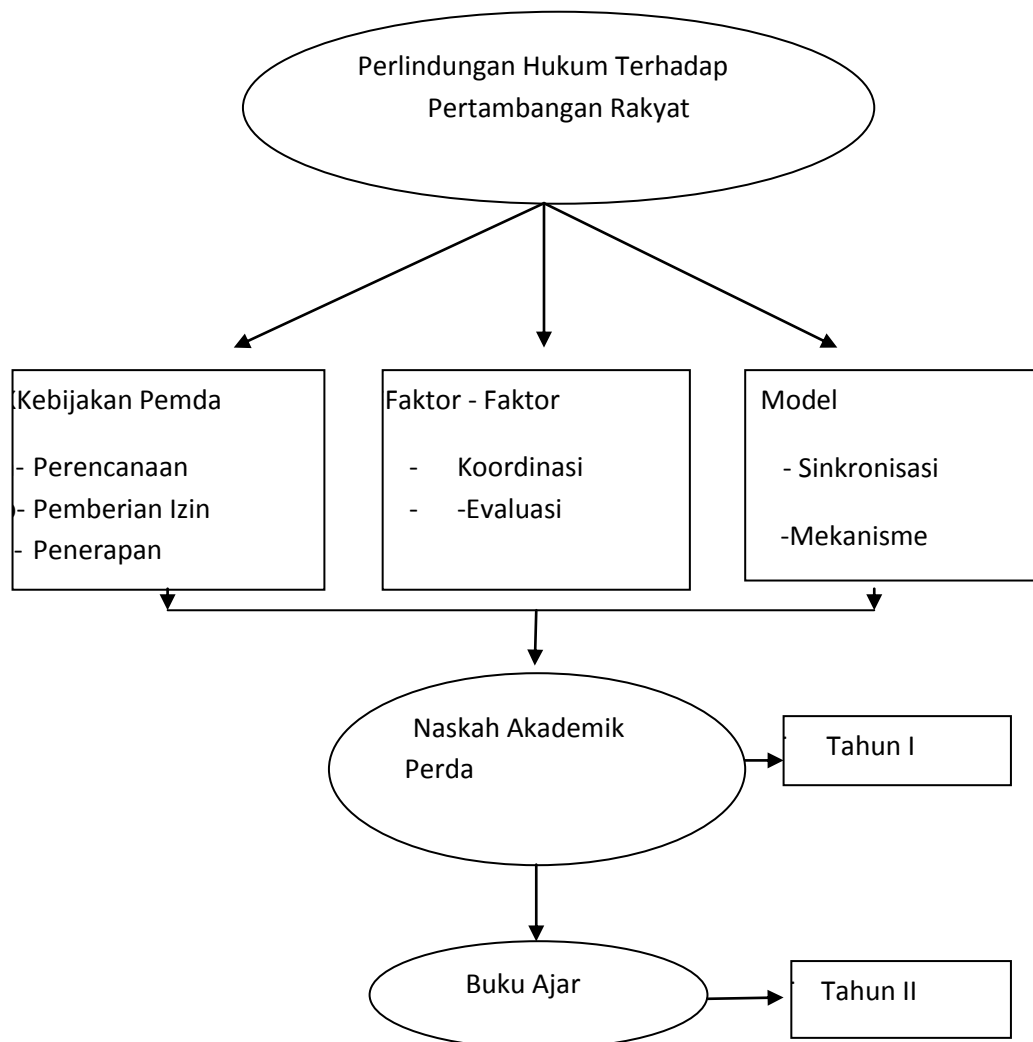 Perlindungan Hukum Terhadap
Pertambangan Rakyat
Kebijakan Pemda
- Perencanaan
- Pemberian Izin
- Penerapan
Faktor - Faktor
- Koordinasi
- -Evaluasi
Model
- Sinkronisasi
-Mekanisme
Naskah Akademik
Perda
Tahun I
Buku Ajar
Tahun II